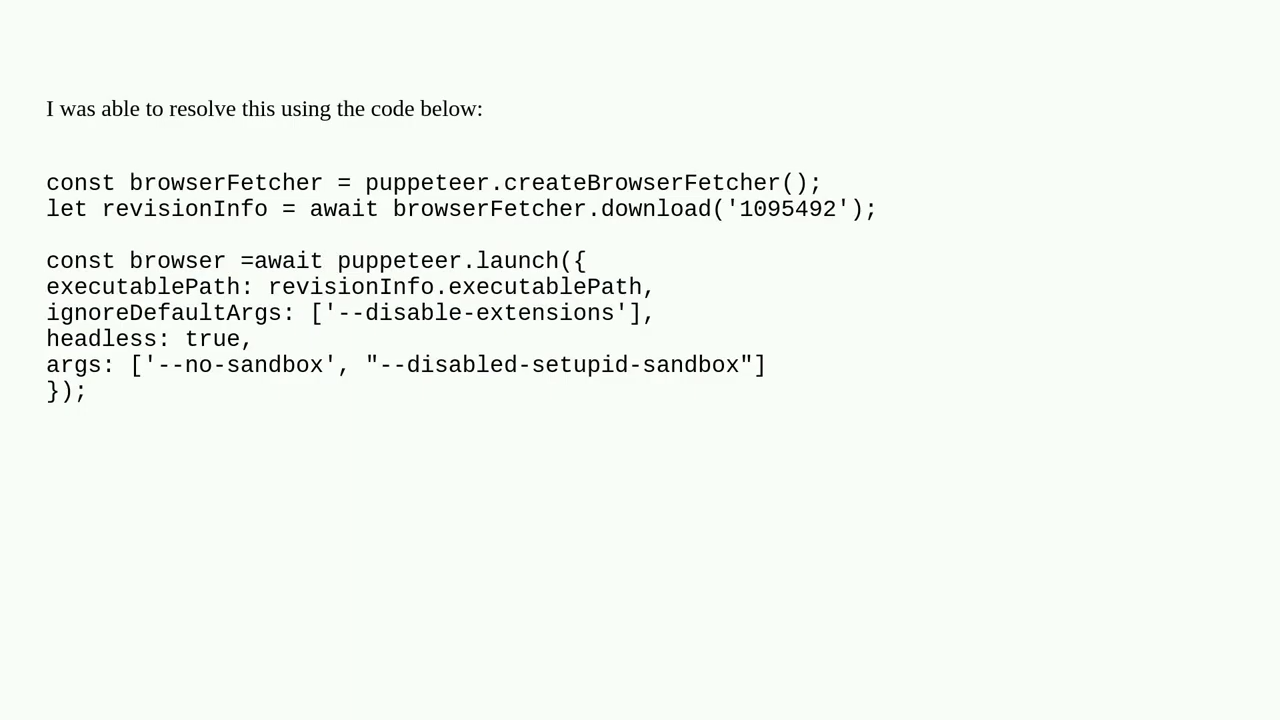 I was able to resolve this using the code below:
const browserFetcher = puppeteer.createBrowserFetcher();
let revisionInfo = await browserFetcher.download('1095492');
const browser =await puppeteer.launch({
executablePath: revisionInfo.executablePath,
ignoreDefaultArgs: ['--disable-extensions'],
headless: true,
args: ['--no-sandbox', "--disabled-setupid-sandbox"]
});